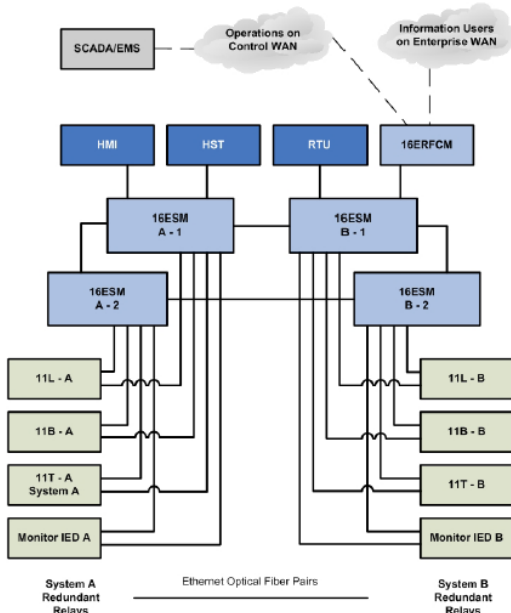 SCADA/EMS
Operations on
Control WAN
Information Users
on Enterprise WAN
HMI
HST
RTU
16ERFCM
16ESM
A - 1
16ESM
B - 1
16ESM
A - 2
16ESM
B - 2
11L - A
11L - B
11B - A
11B - B
11T - A
System A
11T - B
Monitor IED A
Monitor IED B
System A
Redundant
Relays
Ethernet Optical Fiber Pairs
System B
Redundant
Relays